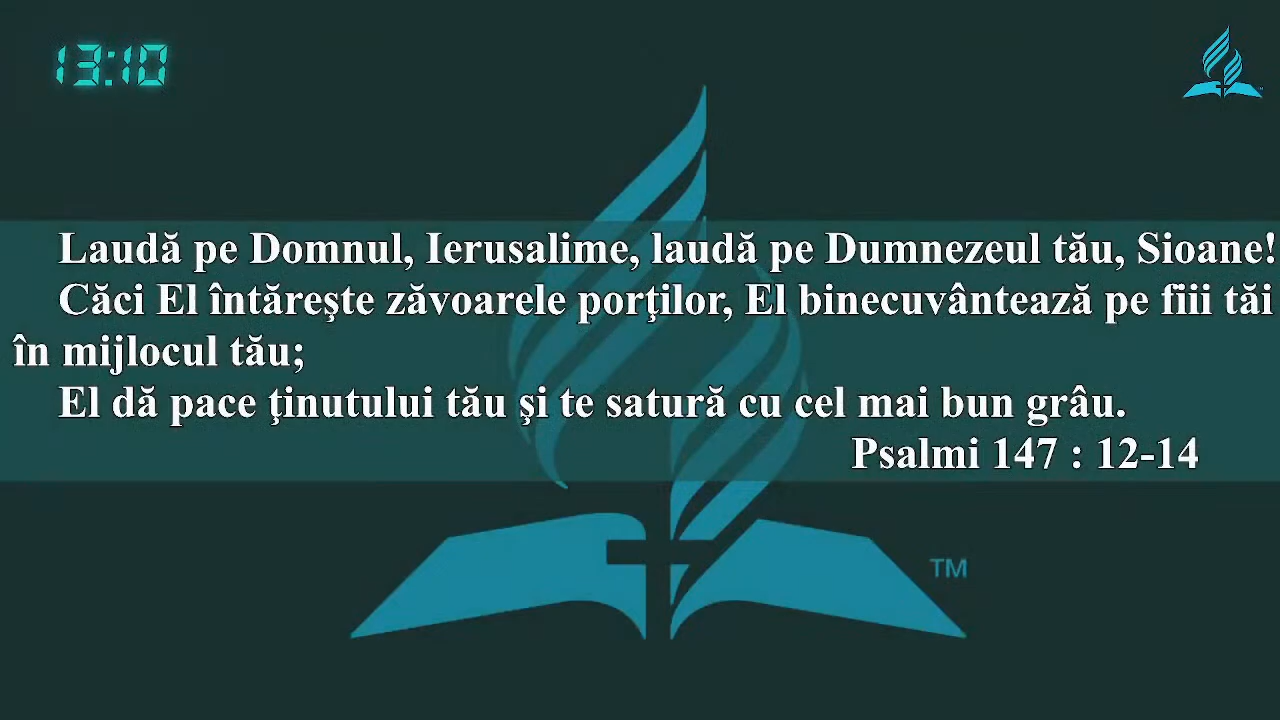 13:10
Laudă pe Domnul, Ierusalime, laudă pe Dumnezeul tău, Sioane!
Căci El întăreşte zăvoarele porţilor, El binecuvântează pe fiii tăi
în mijlocul tău;
El dă pace ţinutului tău şi te satură cu cel mai bun grâu.
Psalmi 147 : 12-14
TM